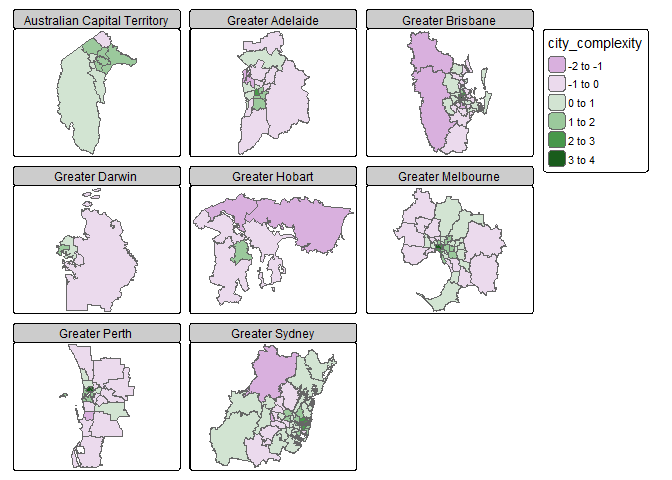 Australian Capital Territory
Greater Adelaide
Greater Brisbane
city_complexity
-2 to -1
-1 to 0
0 to 1
1 to 2
2 to 3
3 to 4
Greater Darwin
Greater Hobart
Greater Melbourne
Greater Perth
Greater Sydney